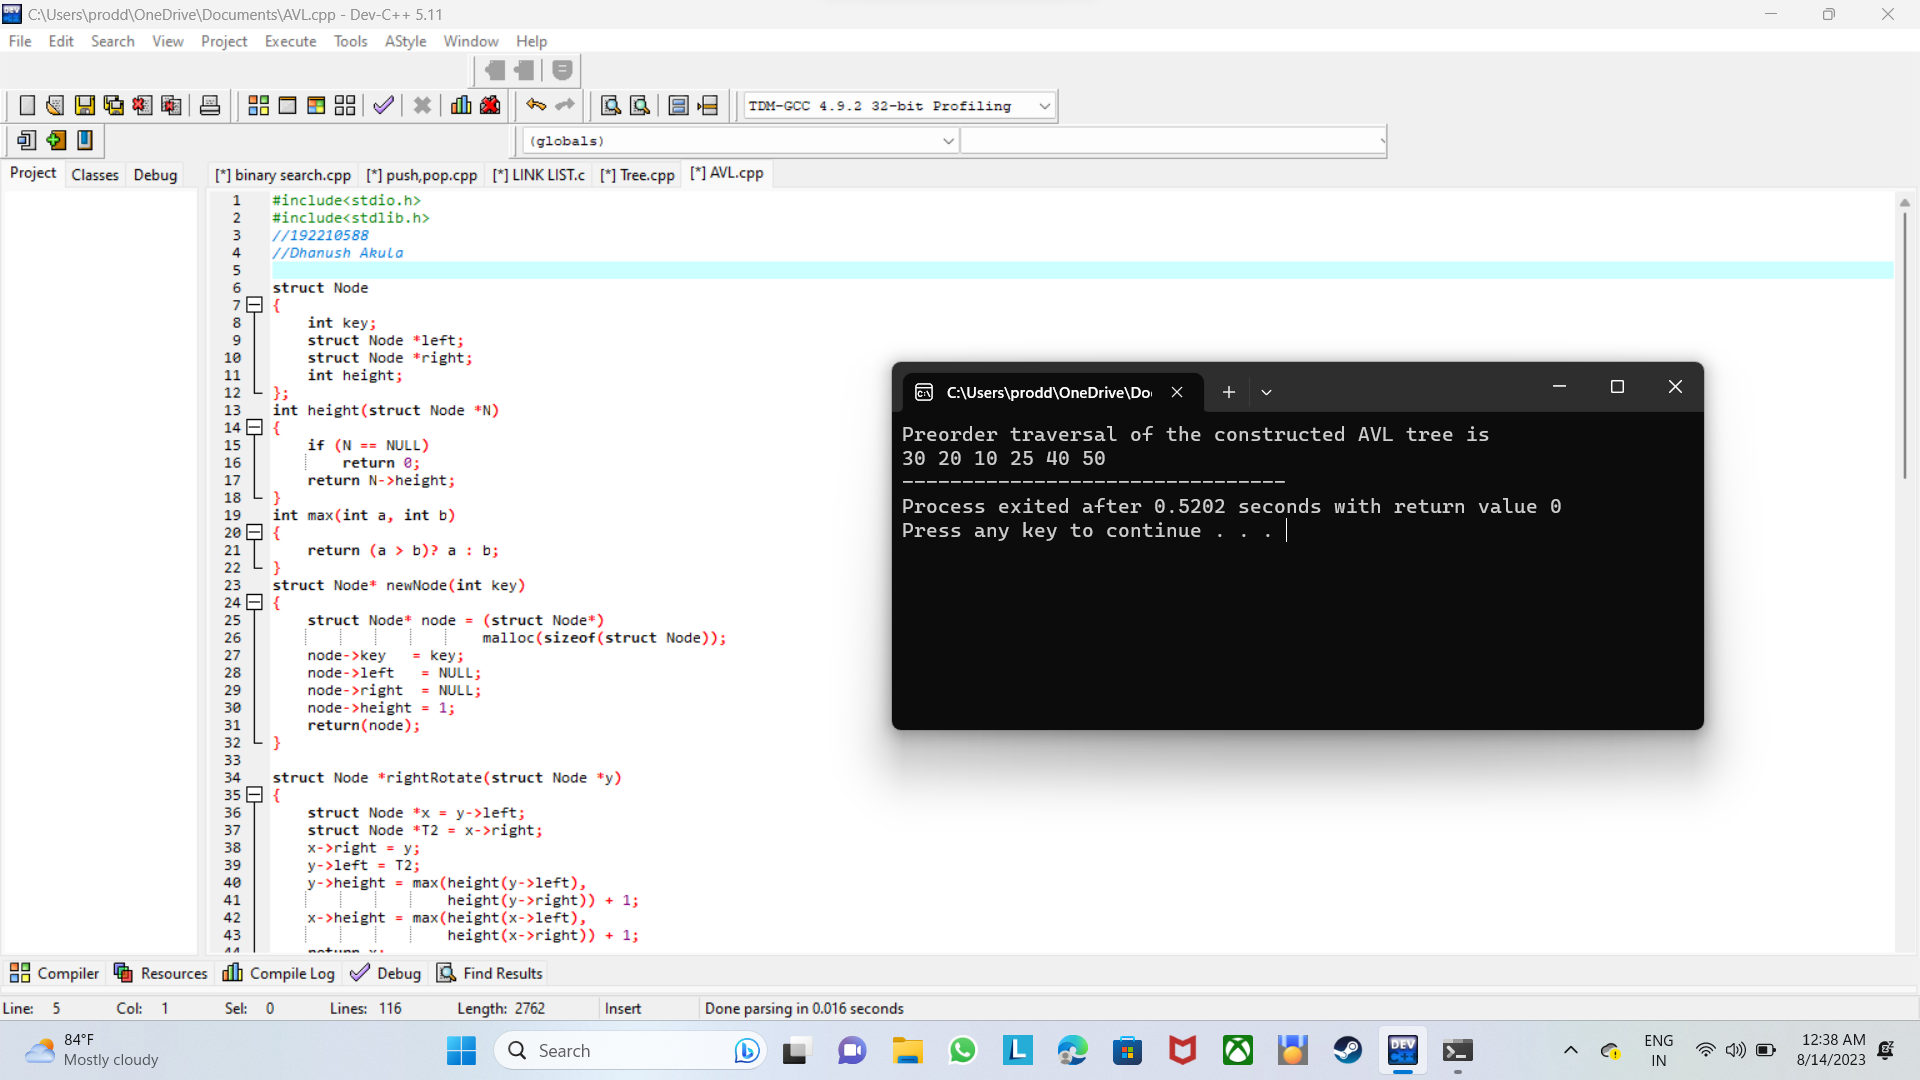 C:\Users\prodd\OneDrive\Documents\AVL.cpp - Dev-C++ 5.11
File Edit Search View Project Execute Tools AStyle Window Help
TDM-GCC 4.9.2 32-bit Profiling
(globals)
Project Classes Debug
[*] binary search.cpp [*] push,pop.cpp [*] LINK LIST.c [*] Tree.cpp [*] AVL.cpp
1 #include<stdio.h>
2 #include<stdlib.h>
3 //192210588
4 //Dhanush Akula
5
6 struct Node
7 {
8 int key;
9 struct Node *left;
10 struct Node *right;
11 int height;
12 };
13 int height(struct Node *N)
14 {
15 if (N == NULL)
16 return 0;
17 return N->height;
18 }
19 int max(int a, int b)
20 {
21 return (a > b)? a : b;
22 }
23 struct Node* newNode(int key)
24 {
25 struct Node* node = (struct Node*)
26 malloc(sizeof(struct Node));
27 node->key   = key;
28 node->left   = NULL;
29 node->right  = NULL;
30 node->height = 1;
31 return(node);
32 }
33
34 struct Node *rightRotate(struct Node *y)
35 {
36 struct Node *x = y->left;
37 struct Node *T2 = x->right;
38 x->right = y;
39 y->left = T2;
40 y->height = max(height(y->left),
41 height(y->right)) + 1;
42 x->height = max(height(x->left),
43 height(x->right)) + 1;
44 return x;
C:\Users\prodd\OneDrive\Do
Preorder traversal of the constructed AVL tree is
30 20 10 25 40 50
--------------------------------
Process exited after 0.5202 seconds with return value 0
Press any key to continue . . .
Compiler Resources Compile Log Debug Find Results
Line: 5 Col: 1 Sel: 0 Lines: 116 Length: 2762 Insert Done parsing in 0.016 seconds
84°F
Mostly cloudy
Search
L
DEV
C++
ENG
IN
12:38 AM
8/14/2023